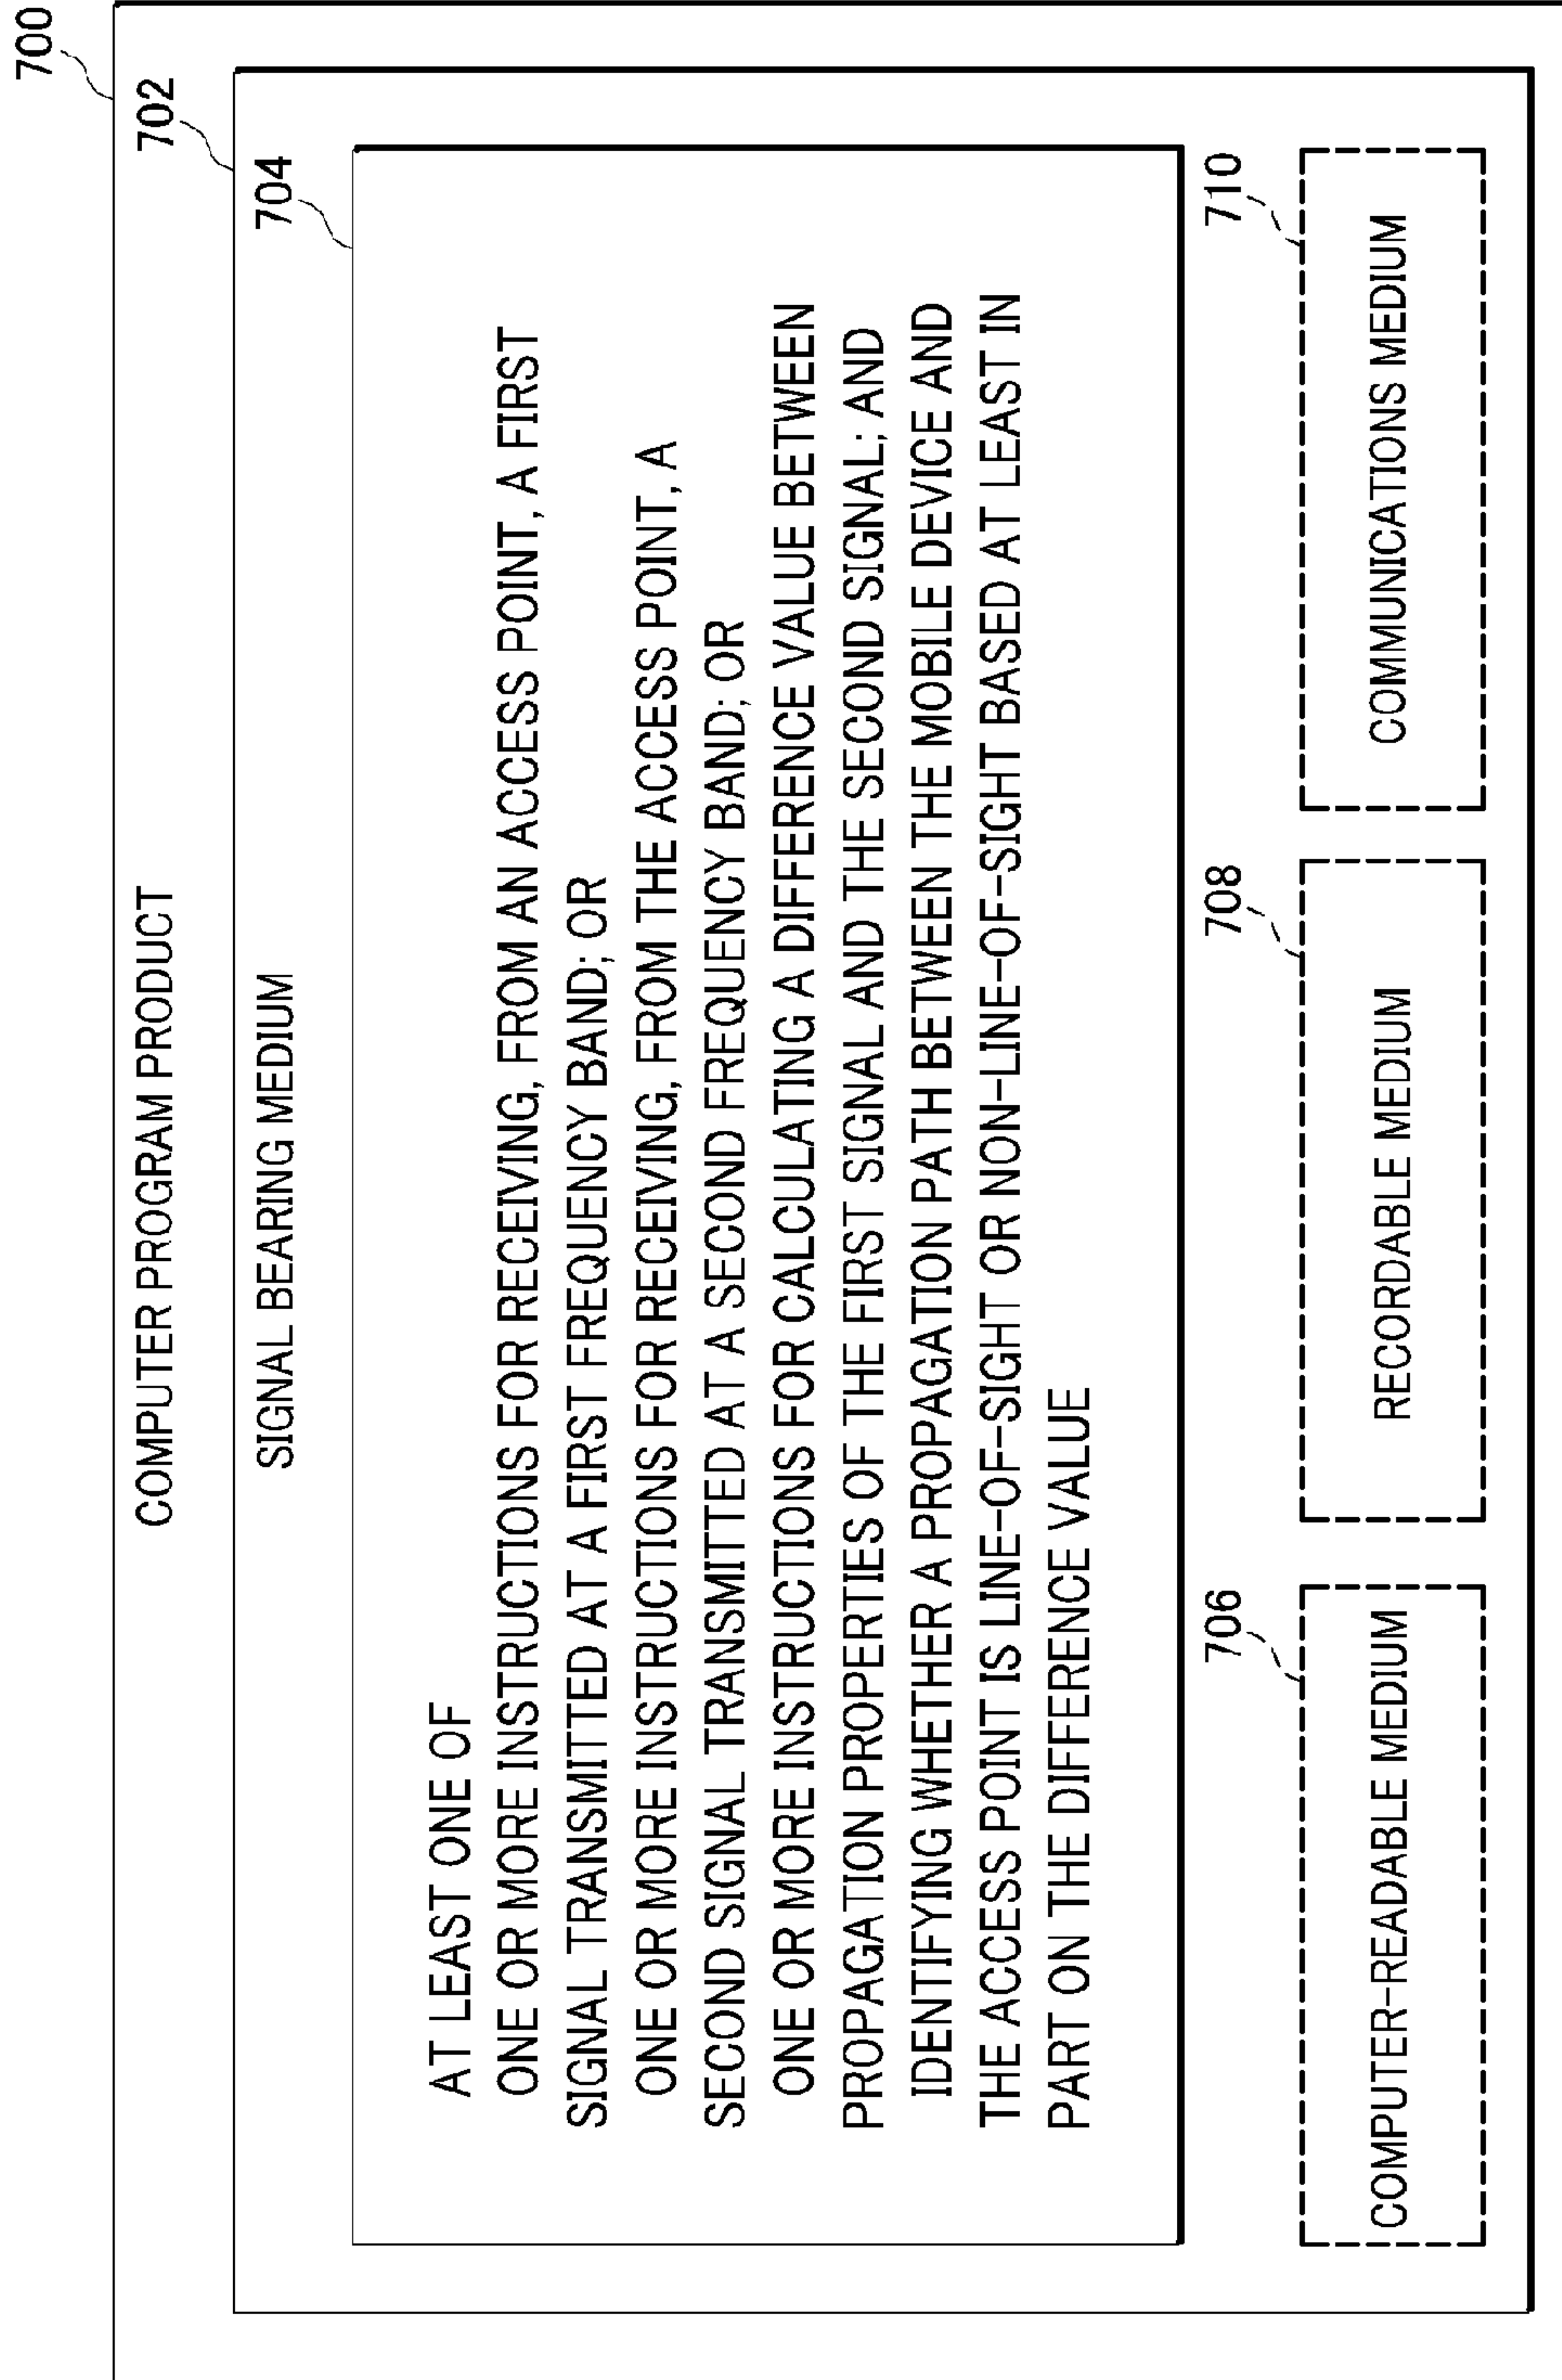 700
COMPUTER PROGRAM PRODUCT
702
SIGNAL BEARING MEDIUM
704
AT LEAST ONE OF
ONE OR MORE INSTRUCTIONS FOR RECEIVING, FROM AN ACCESS POINT, A FIRST
SIGNAL TRANSMITTED AT A FIRST FREQUENCY BAND; OR
ONE OR MORE INSTRUCTIONS FOR RECEIVING, FROM THE ACCESS POINT, A
SECOND SIGNAL TRANSMITTED AT A SECOND FREQUENCY BAND; OR
ONE OR MORE INSTRUCTIONS FOR CALCULATING A DIFFERENCE VALUE BETWEEN
PROPAGATION PROPERTIES OF THE FIRST SIGNAL AND THE SECOND SIGNAL; AND
IDENTIFYING WHETHER A PROPAGATION PATH BETWEEN THE MOBILE DEVICE AND
THE ACCESS POINT IS LINE-OF-SIGHT OR NON-LINE-OF-SIGHT BASED AT LEAST IN
PART ON THE DIFFERENCE VALUE
706
COMPUTER-READABLE MEDIUM
708
RECORDABLE MEDIUM
710
COMMUNICATIONS MEDIUM